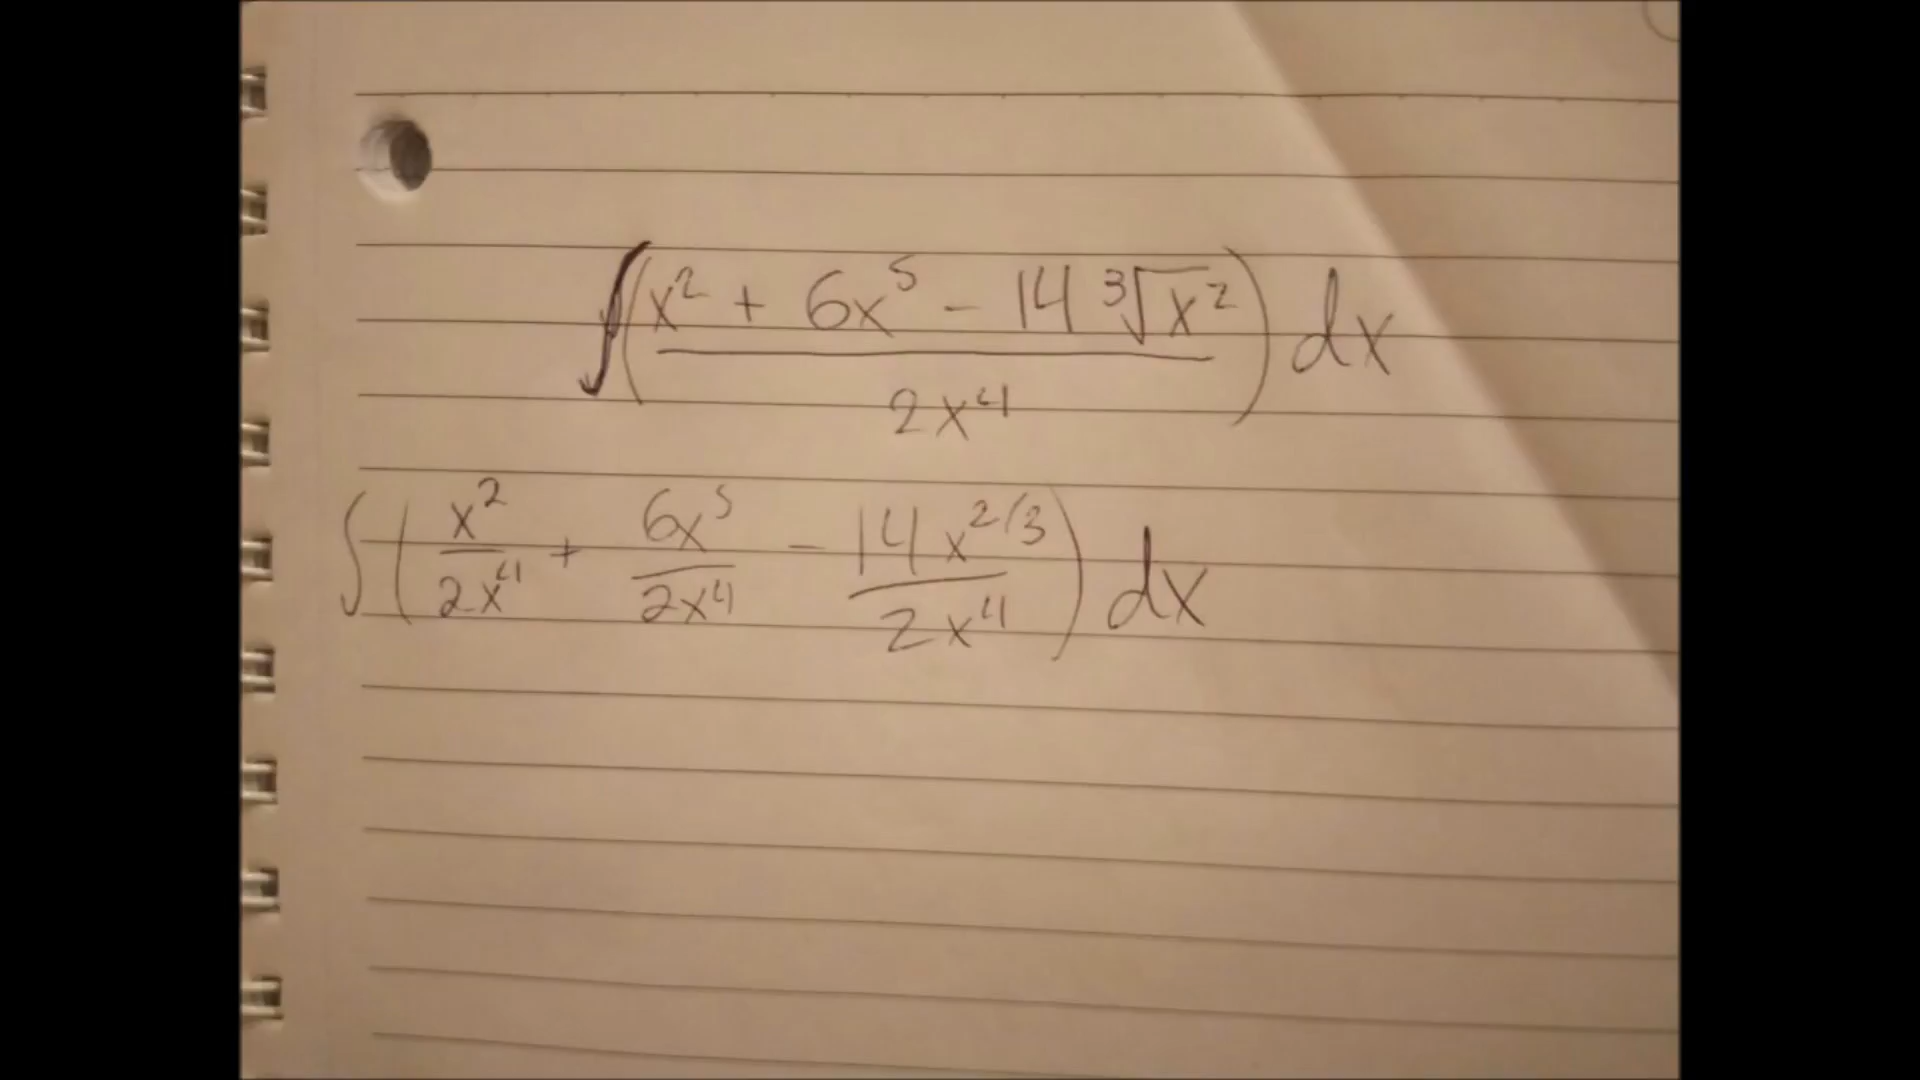 ∫(x² + 6x⁵ - 14∛x² / 2x⁴) dx
∫(x²/2x⁴ + 6x⁵/2x⁴ - 14x^(2/3)/2x⁴) dx